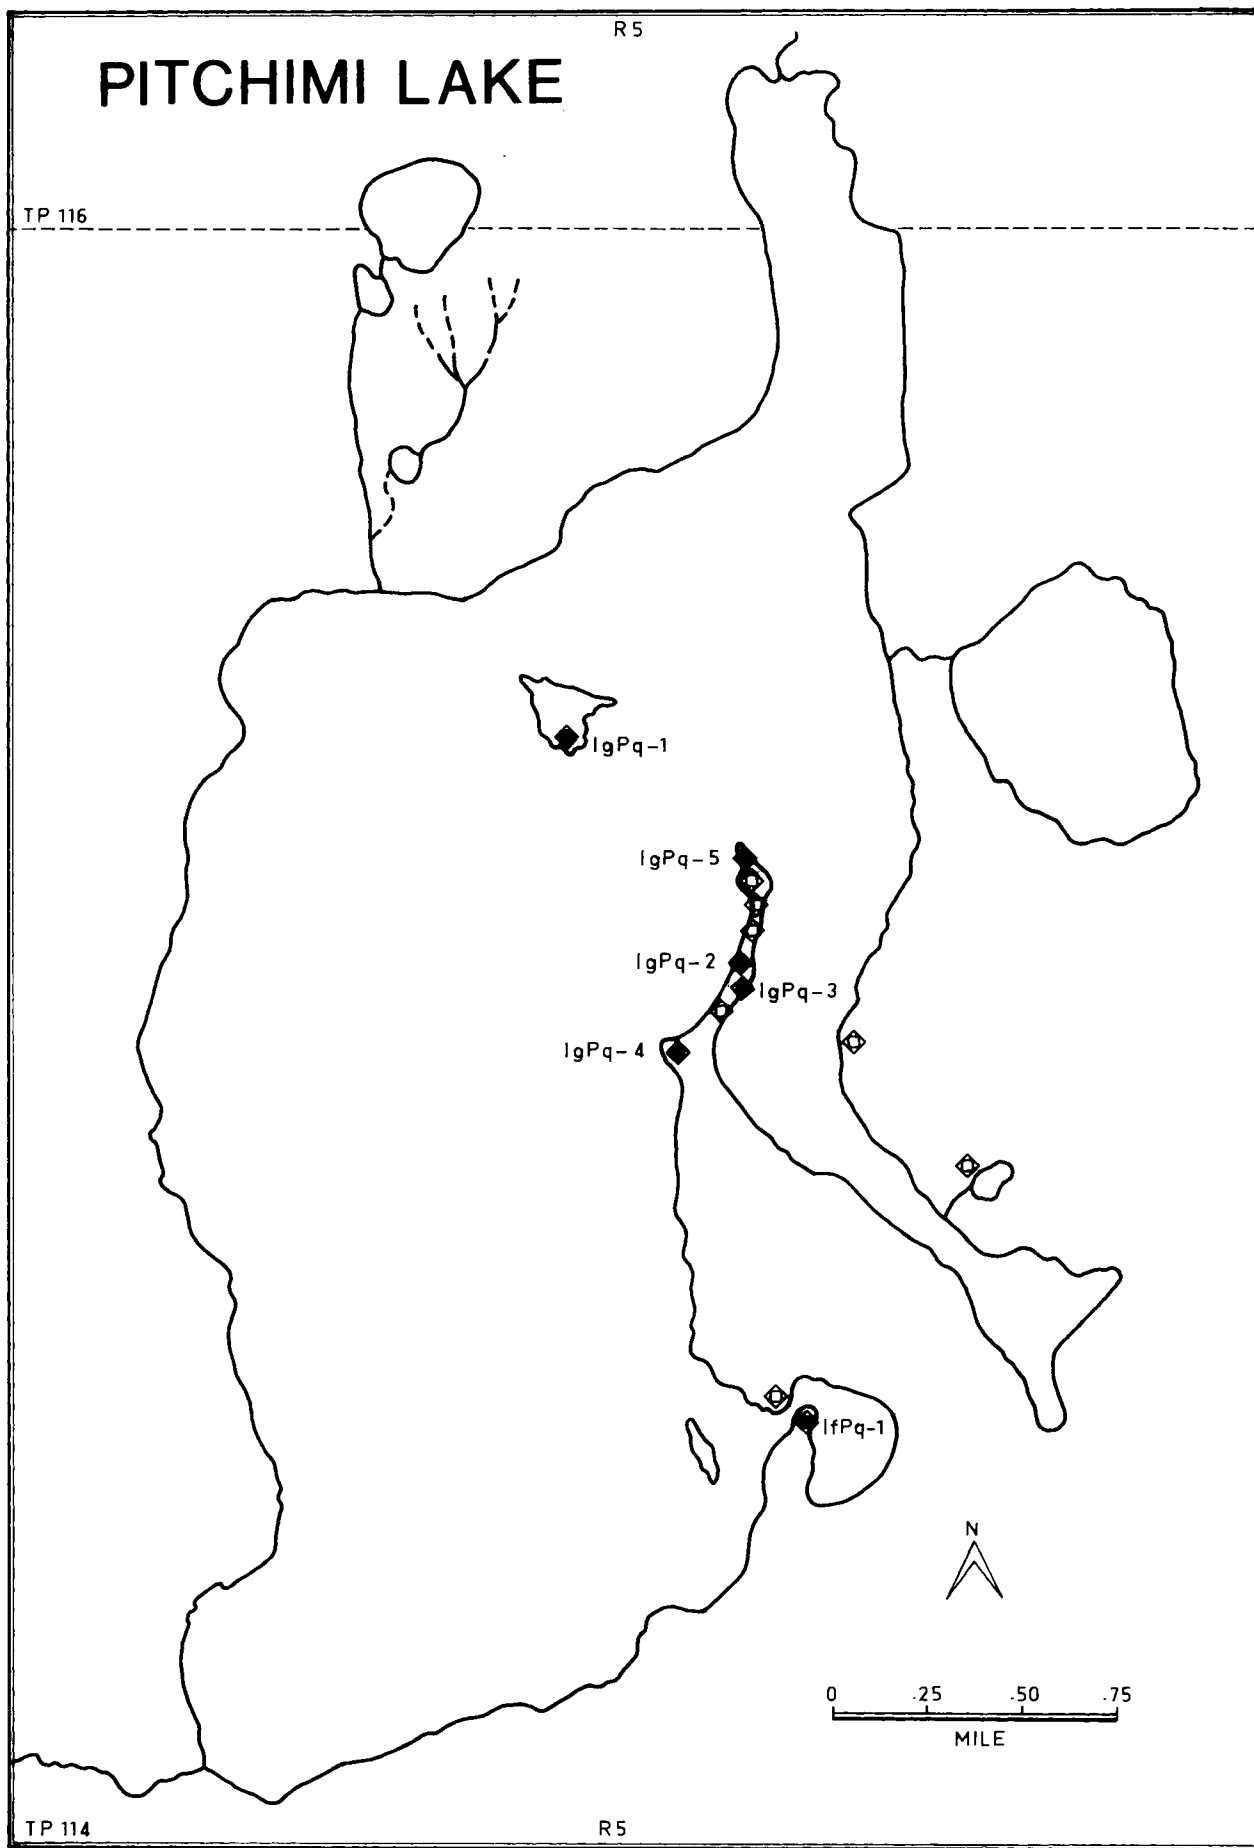 R5
PITCHIMI LAKE
TP 116
IgPq-1
IgPq-5
IgPq-2
IgPq-3
IgPq-4
IfPq-1
N
0 .25 .50 .75
MILE
TP 114
R5